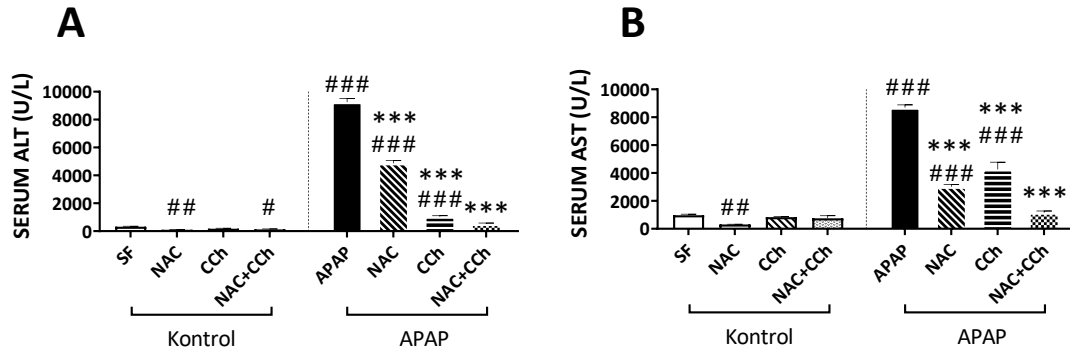 A
SERUM ALT (U/L)
10000
8000
6000
4000
2000
0
##
#
###
***
###
***
###
***
SF
NAC
CCh
NAC+CCh
APAP
NAC
CCh
NAC+CCh
Kontrol
APAP
B
SERUM AST (U/L)
10000
8000
6000
4000
2000
0
##
###
***
###
***
###
***
SF
NAC
CCh
NAC+CCh
APAP
NAC
CCh
NAC+CCh
Kontrol
APAP